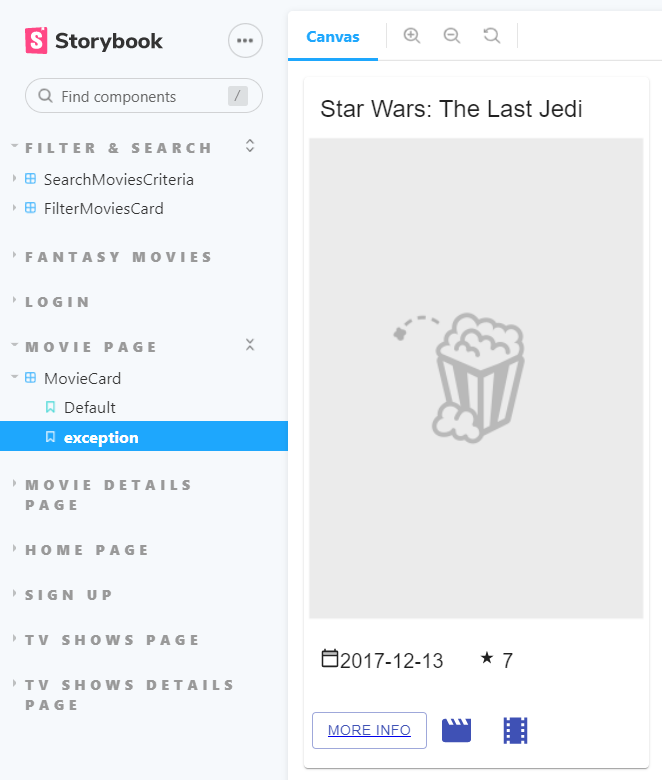 Storybook
Find components
/
FILTER & SEARCH
SearchMoviesCriteria
FilterMoviesCard
FANTASY MOVIES
LOGIN
MOVIE PAGE
MovieCard
Default
exception
MOVIE DETAILS
PAGE
HOME PAGE
SIGN UP
TV SHOWS PAGE
TV SHOWS DETAILS
PAGE
Canvas
Star Wars: The Last Jedi
2017-12-13 7
MORE INFO